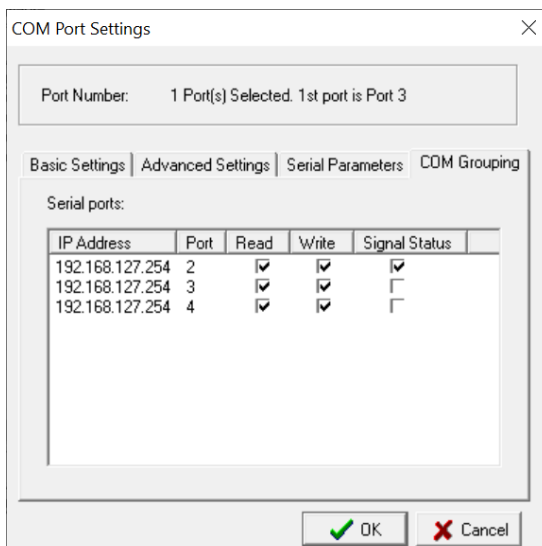 COM Port Settings
Port Number: 1 Port(s) Selected. 1st port is Port 3
Basic Settings Advanced Settings Serial Parameters COM Grouping
Serial ports:
IP Address Port Read Write Signal Status
192.168.127.254 2
192.168.127.254 3
192.168.127.254 4
OK Cancel